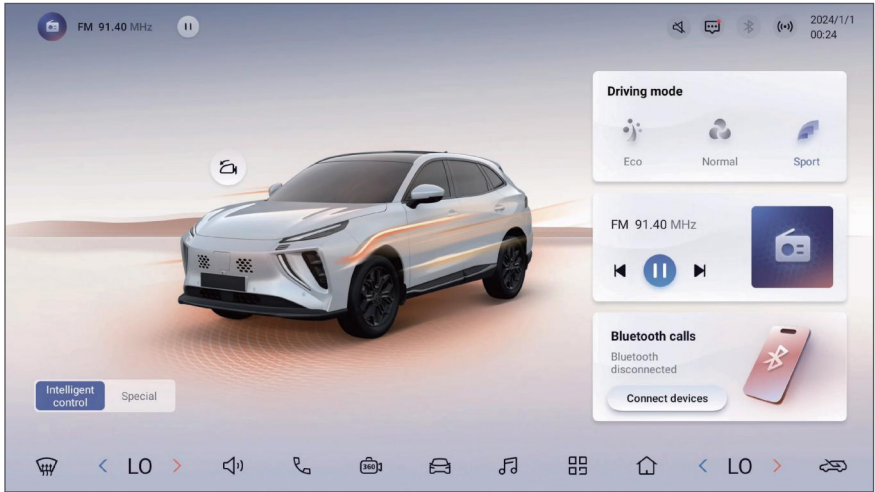 FM 91.40 MHz
2024/1/1
00:24
Driving mode
Eco
Normal
Sport
FM 91.40 MHz
Bluetooth calls
Bluetooth
disconnected
Connect devices
Intelligent
control
Special
LO
360
LO